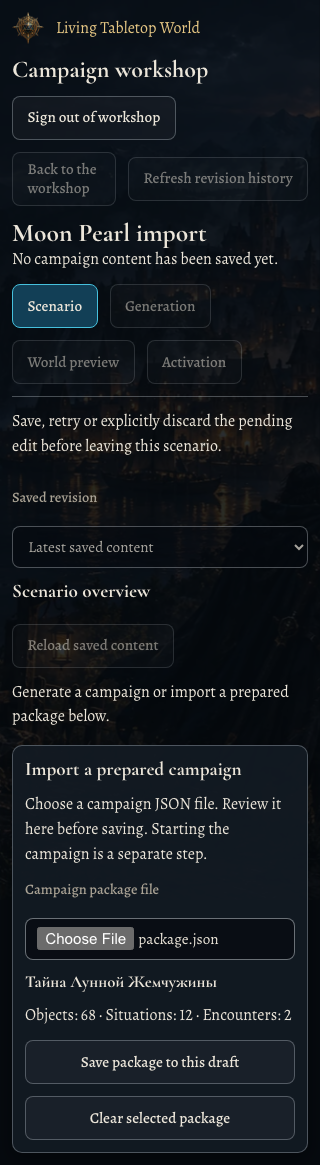 Living Tabletop World
Campaign workshop
Sign out of workshop
Back to the
workshop
Refresh revision history
Moon Pearl import
No campaign content has been saved yet.
Scenario
Generation
World preview
Activation
Save, retry or explicitly discard the pending
edit before leaving this scenario.
Saved revision
Latest saved content
Scenario overview
Reload saved content
Generate a campaign or import a prepared
package below.
Import a prepared campaign
Choose a campaign JSON file. Review it
here before saving. Starting the
campaign is a separate step.
Campaign package file
Choose File package.json
Тайна Лунной Жемчужины
Objects: 68 · Situations: 12 · Encounters: 2
Save package to this draft
Clear selected package